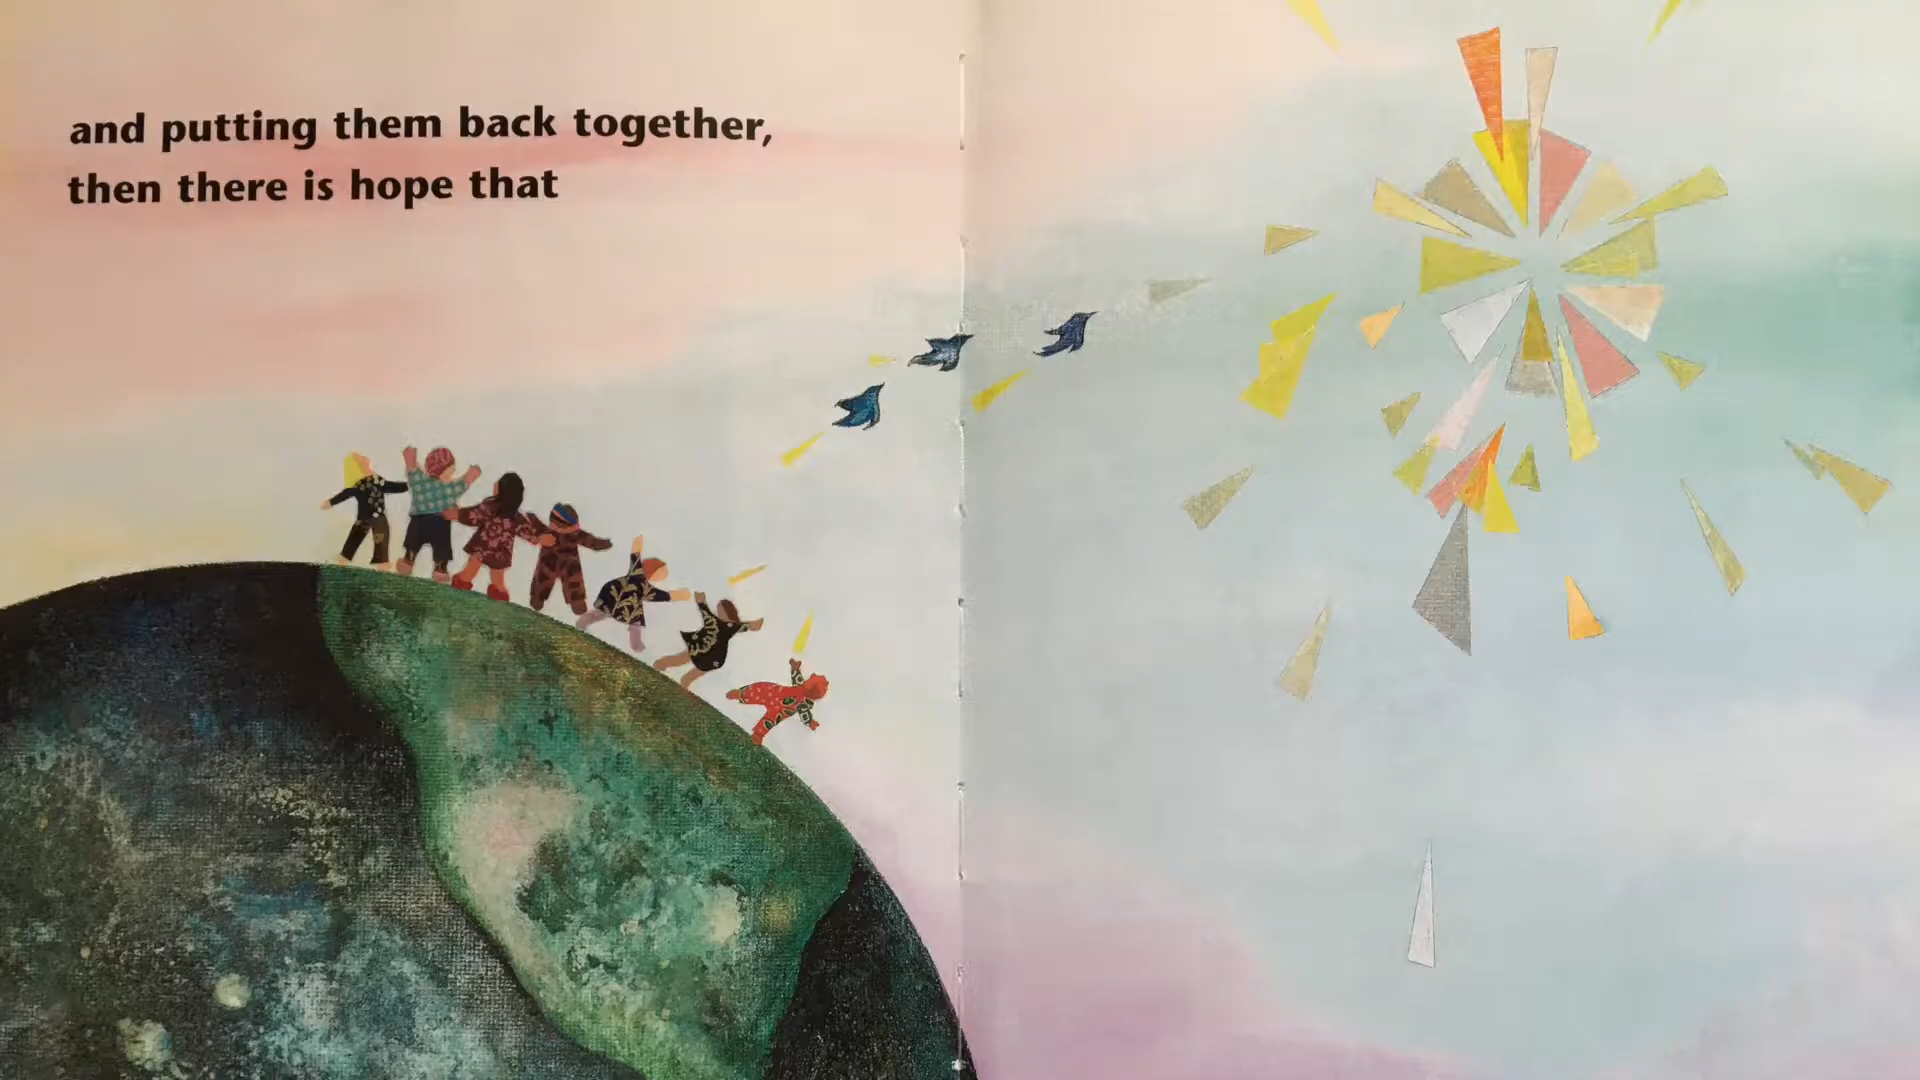 and putting them back together,
then there is hope that